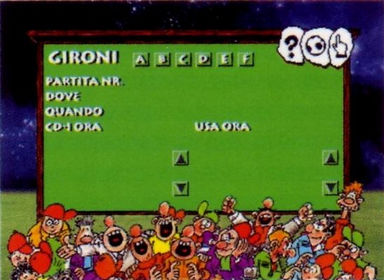 GIRONI A B C D E F
PARTITA NR.
DOVE
QUANDO
CD-I ORA USA ORA
?